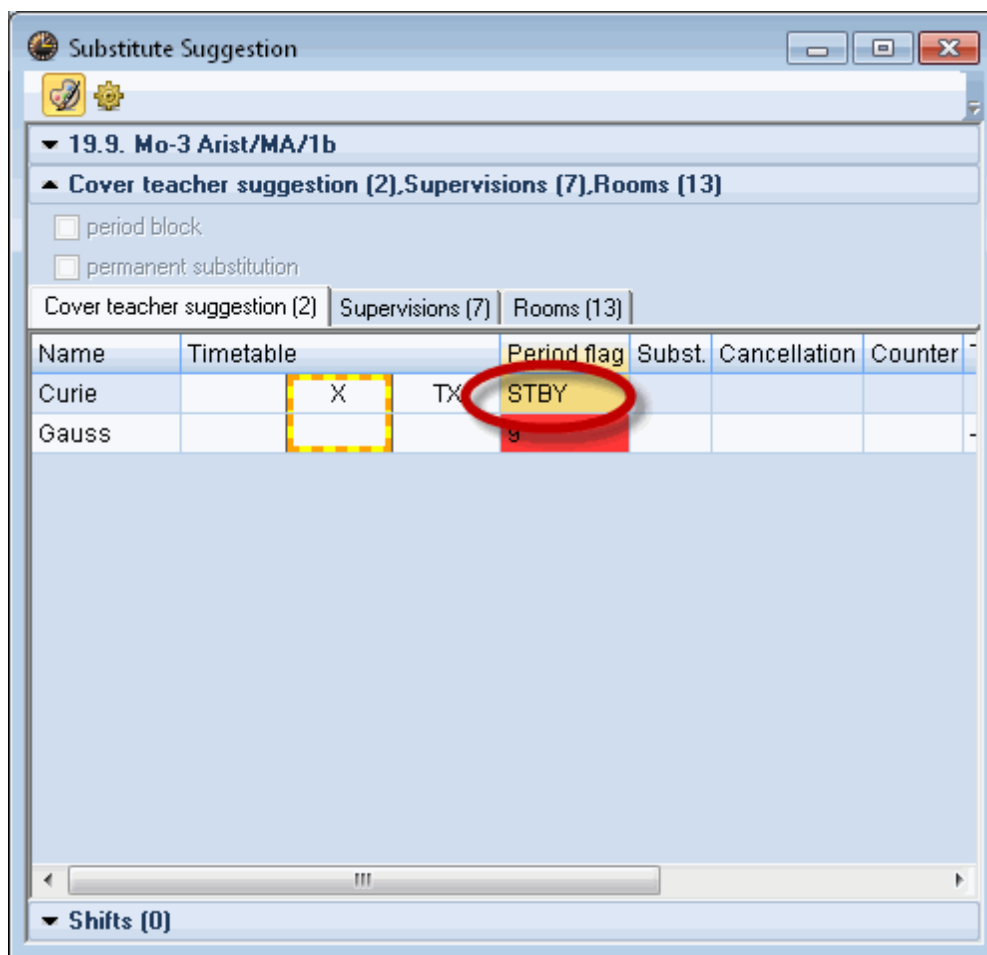 Substitute Suggestion
19.9. Mo-3 Arist/MA/1b
Cover teacher suggestion (2),Supervisions (7),Rooms (13)
period block
permanent substitution
Cover teacher suggestion (2) Supervisions (7) Rooms (13)
Name Timetable Period flag Subst. Cancellation Counter
Curie X TX STBY
Gauss 9
Shifts (0)